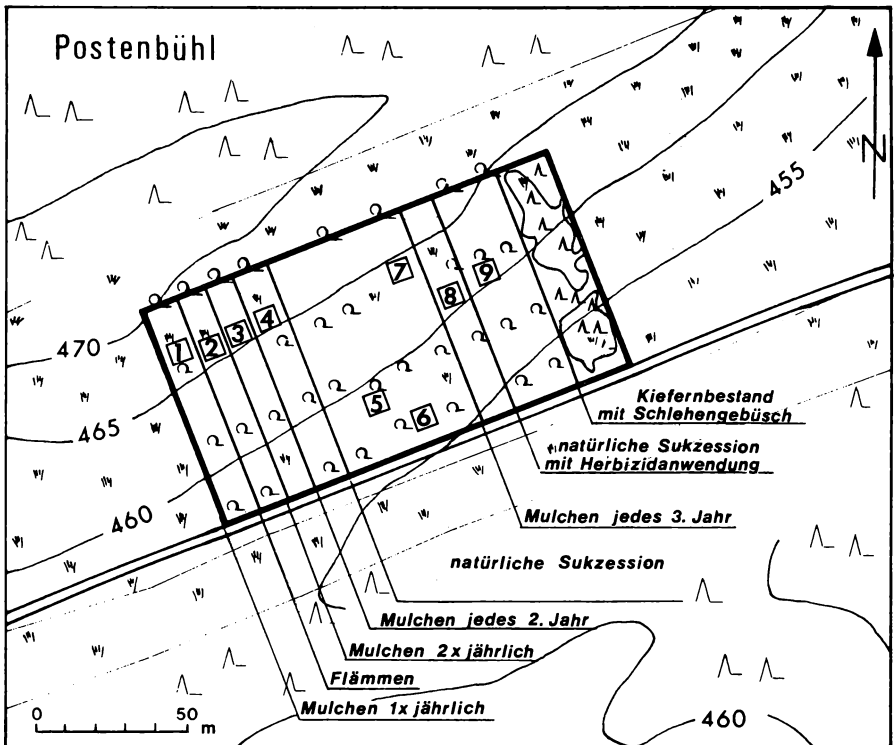 Postenbühl
N
455
470
465
460
1
2
3
4
7
8
9
5
6
Kiefernbestand
mit Schlehengebüsch
natürliche Sukzession
mit Herbizidanwendung
Mulchen jedes 3. Jahr
natürliche Sukzession
Mulchen jedes 2. Jahr
Mulchen 2x jährlich
Flämmen
Mulchen 1x jährlich
460
0 50
m